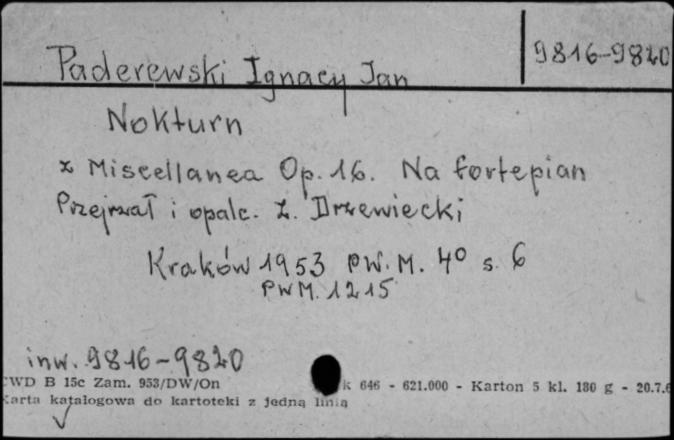 9816-9820
Paderewski Ignacy Jan
Nokturn
z Miscellanea Op. 16. Na fortepian
Przejrzał i opalc. Z. Drzewiecki
Kraków 1953 PW.M. 4° s. 6
PWM. 1215
inw. 9816-9820
CWD B 15c Zam. 953/DW/On k 646 - 621.000 - Karton 5 kl. 180 g - 20.7.6
Karta katalogowa do kartoteki z jedną linią